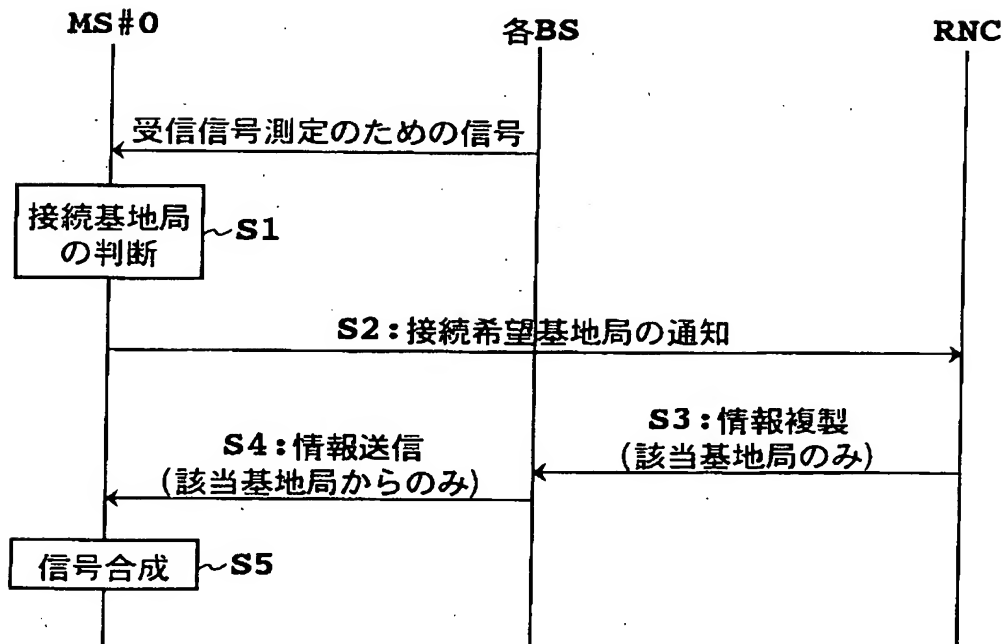 MS#0
各BS
RNC
受信信号測定のための信号
接続基地局
の判断
S1
S2:接続希望基地局の通知
S3:情報複製
(該当基地局のみ)
S4:情報送信
(該当基地局からのみ)
信号合成
S5